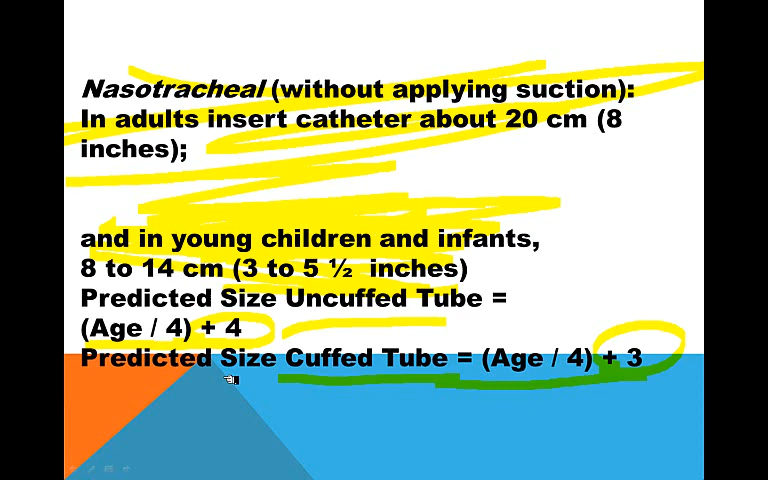 Nasotracheal (without applying suction):
In adults insert catheter about 20 cm (8
inches);
and in young children and infants,
8 to 14 cm (3 to 5 ½ inches)
Predicted Size Uncuffed Tube =
(Age / 4) + 4
Predicted Size Cuffed Tube = (Age / 4) + 3